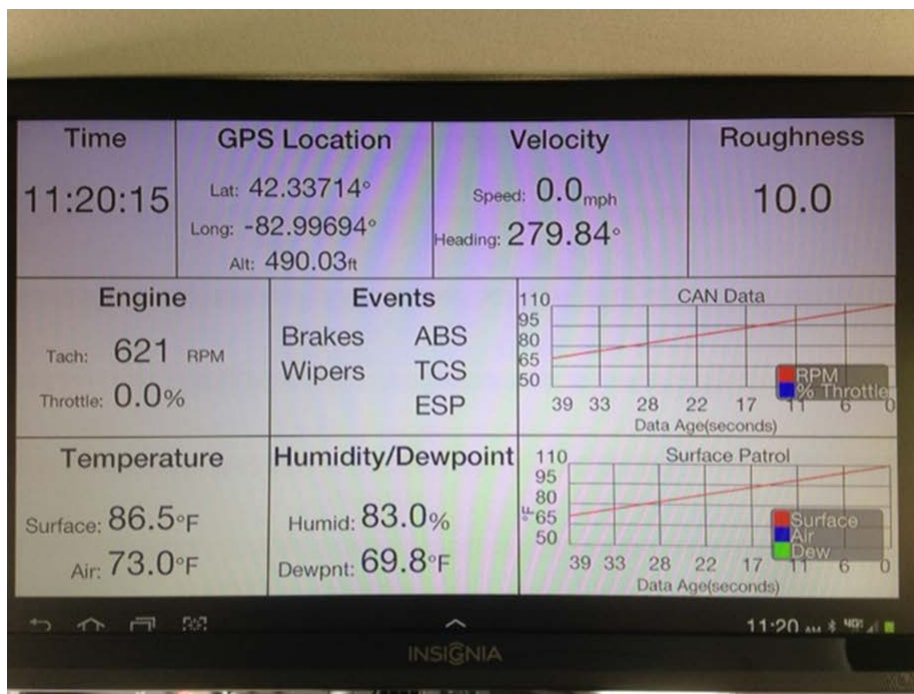 Time
11:20:15
GPS Location
Lat: 42.33714°
Long: -82.99694°
Alt: 490.03ft
Velocity
Speed: 0.0mph
Heading: 279.84°
Roughness
10.0
Engine
Tach: 621 RPM
Throttle: 0.0%
Events
Brakes ABS
Wipers TCS
ESP
CAN Data
110
95
80
65
50
RPM
% Throttle
39 33 28 22 17 11 6 0
Data Age(seconds)
Temperature
Surface: 86.5°F
Air: 73.0°F
Humidity/Dewpoint
Humid: 83.0%
Dewpnt: 69.8°F
Surface Patrol
110
95
80
65
50
°F
Surface
Air
Dew
39 33 28 22 17 11 6 0
Data Age(seconds)
11:20 AM
INSIGNIA